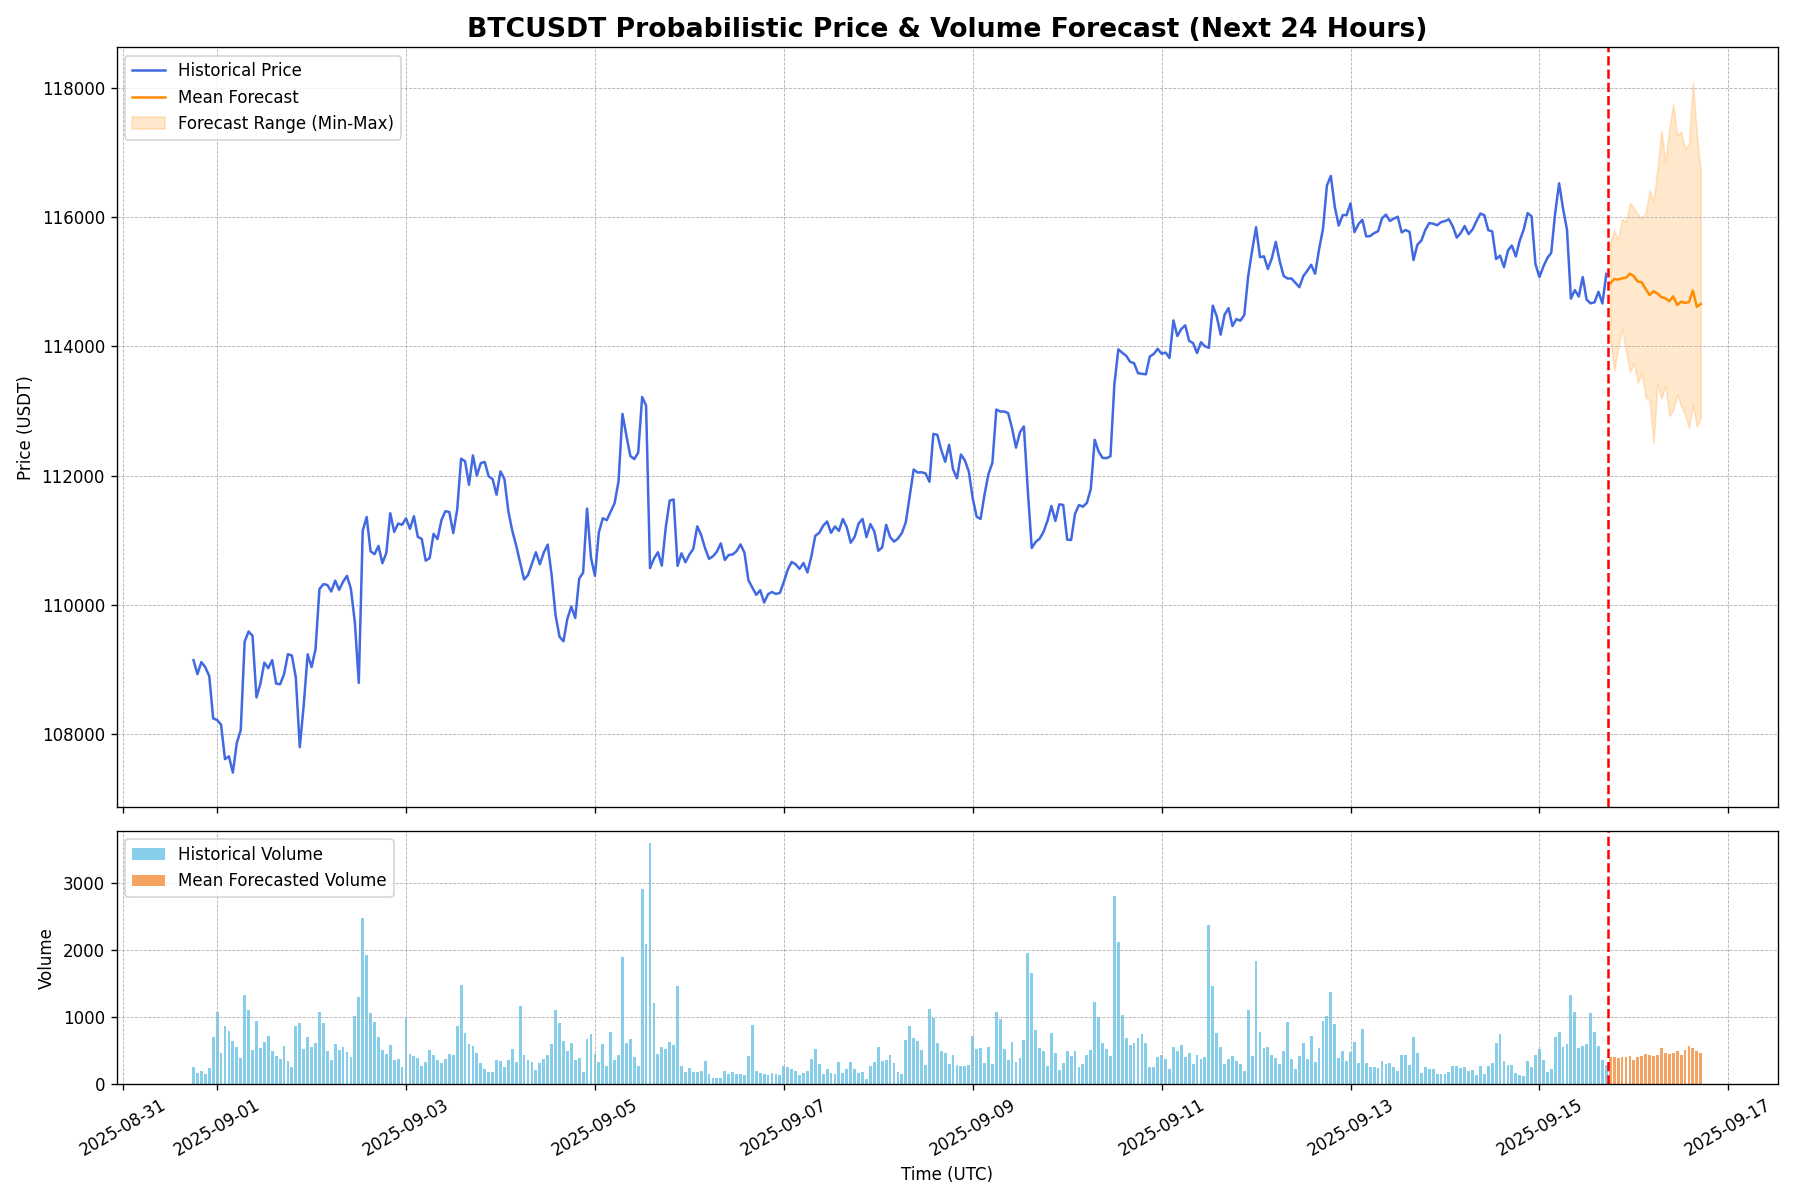 BTCUSDT Probabilistic Price & Volume Forecast (Next 24 Hours)
Historical Price
Mean Forecast
Forecast Range (Min-Max)
118000
116000
114000
112000
110000
108000
Price (USDT)
Historical Volume
Mean Forecasted Volume
3000
2000
1000
0
Volume
2025-08-31
2025-09-01
2025-09-03
2025-09-05
2025-09-07
2025-09-09
2025-09-11
2025-09-13
2025-09-15
2025-09-17
Time (UTC)